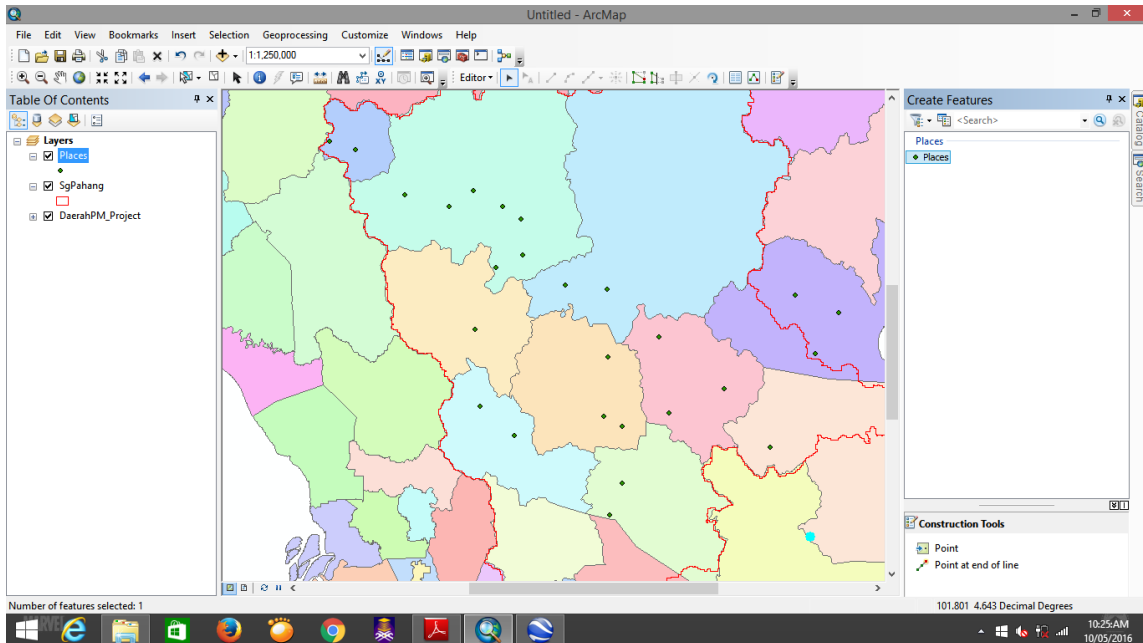 Untitled - ArcMap
File Edit View Bookmarks Insert Selection Geoprocessing Customize Windows Help
1:1,250,000
Editor
Table Of Contents
Layers
Places
SgPahang
DaerahPM_Project
Create Features
<Search>
Places
Places
Construction Tools
Point
Point at end of line
Catalog
Search
Number of features selected: 1
101.801 4.643 Decimal Degrees
10:25:AM
10/05/2016